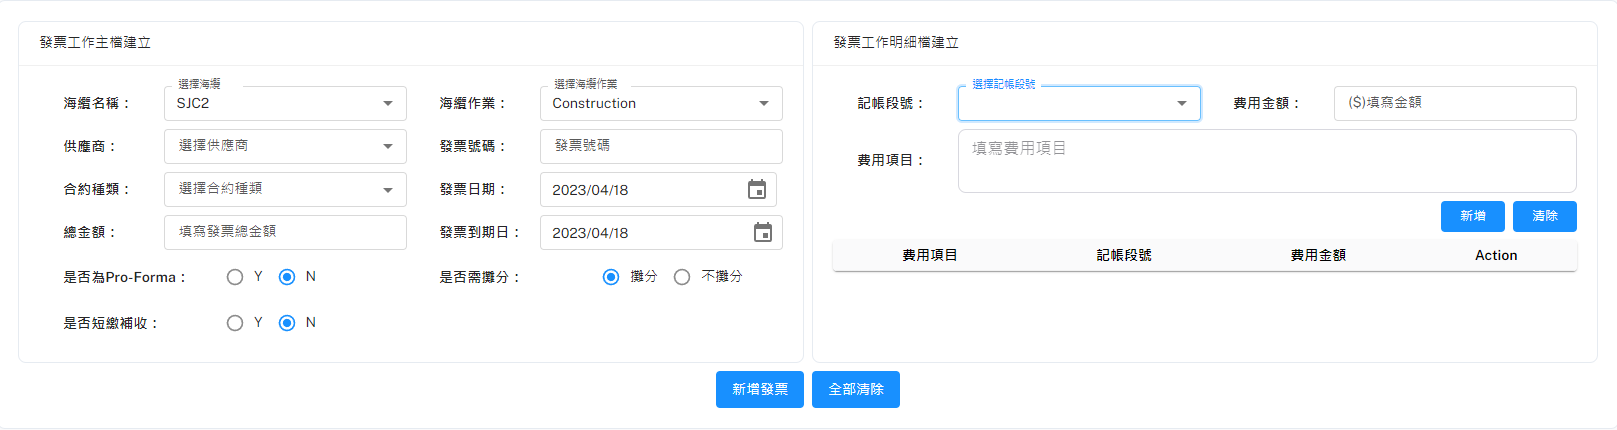 發票工作主檔建立
選擇海纜
選擇海纜作業
海纜名稱：
SJC2
海纜作業：
Construction
供應商：
選擇供應商
發票號碼：
發票號碼
合約種類：
選擇合約種類
發票日期：
2023/04/18
總金額：
填寫發票總金額
發票到期日：
2023/04/18
是否為Pro-Forma：
Y
N
是否需攤分：
攤分
不攤分
是否短繳補收：
Y
N
發票工作明細檔建立
選擇記帳段號
記帳段號：
費用金額：
($)填寫金額
費用項目：
填寫費用項目
新增
清除
費用項目
記帳段號
費用金額
Action
新增發票
全部清除